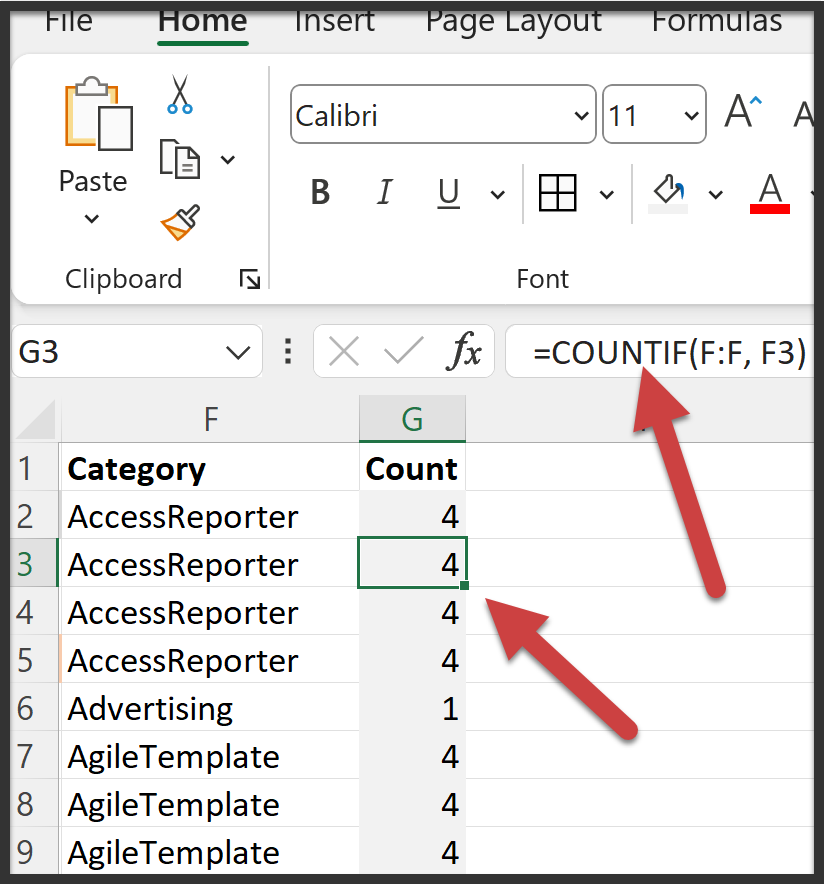 File Home Insert Page Layout Formulas
Calibri 11 A A
Paste
B I U A
Clipboard Font
G3 fx =COUNTIF(F:F, F3)
F G
1 Category Count
2 AccessReporter 4
3 AccessReporter 4
4 AccessReporter 4
5 AccessReporter 4
6 Advertising 1
7 AgileTemplate 4
8 AgileTemplate 4
9 AgileTemplate 4